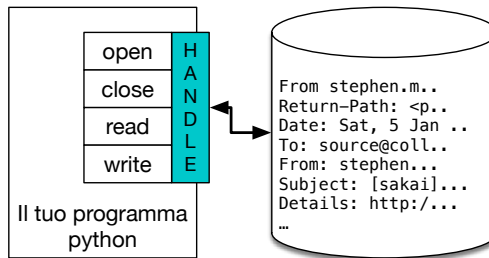 open
close
read
write
HANDLE
Il tuo programma
python
From stephen.m..
Return-Path: <p..
Date: Sat, 5 Jan ..
To: source@coll..
From: stephen...
Subject: [sakai]...
Details: http:/...
…